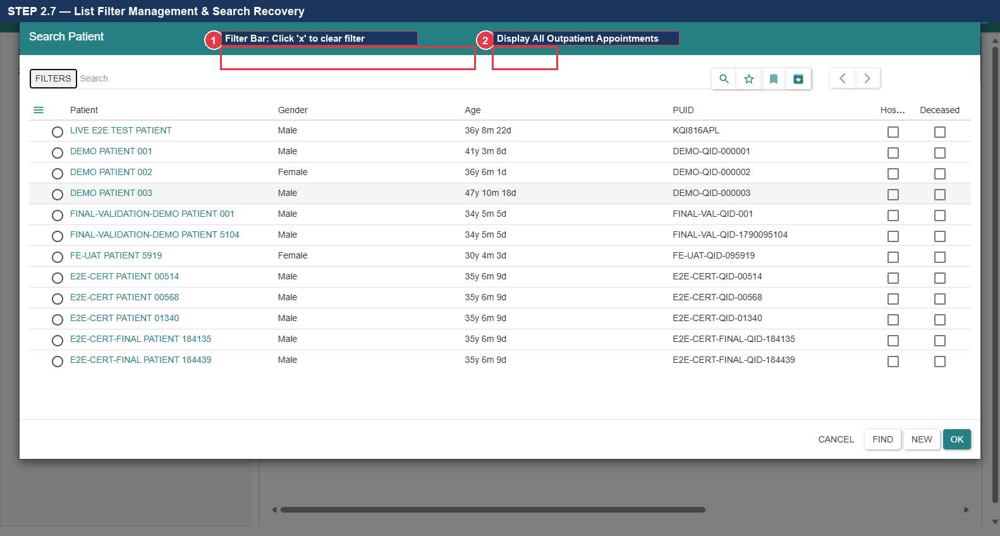 STEP 2.7 — List Filter Management & Search Recovery
Search Patient
1 Filter Bar: Click 'x' to clear filter
2 Display All Outpatient Appointments
FILTERS Search
Patient Gender Age PUID Hos... Deceased
LIVE E2E TEST PATIENT Male 36y 8m 22d KQI816APL
DEMO PATIENT 001 Male 41y 3m 8d DEMO-QID-000001
DEMO PATIENT 002 Female 36y 6m 1d DEMO-QID-000002
DEMO PATIENT 003 Male 47y 10m 18d DEMO-QID-000003
FINAL-VALIDATION-DEMO PATIENT 001 Male 34y 5m 5d FINAL-VAL-QID-001
FINAL-VALIDATION-DEMO PATIENT 5104 Male 34y 5m 5d FINAL-VAL-QID-1790095104
FE-UAT PATIENT 5919 Female 30y 4m 3d FE-UAT-QID-095919
E2E-CERT PATIENT 00514 Male 35y 6m 9d E2E-CERT-QID-00514
E2E-CERT PATIENT 00568 Male 35y 6m 9d E2E-CERT-QID-00568
E2E-CERT PATIENT 01340 Male 35y 6m 9d E2E-CERT-QID-01340
E2E-CERT-FINAL PATIENT 184135 Male 35y 6m 9d E2E-CERT-FINAL-QID-184135
E2E-CERT-FINAL PATIENT 184439 Male 35y 6m 9d E2E-CERT-FINAL-QID-184439
CANCEL FIND NEW OK